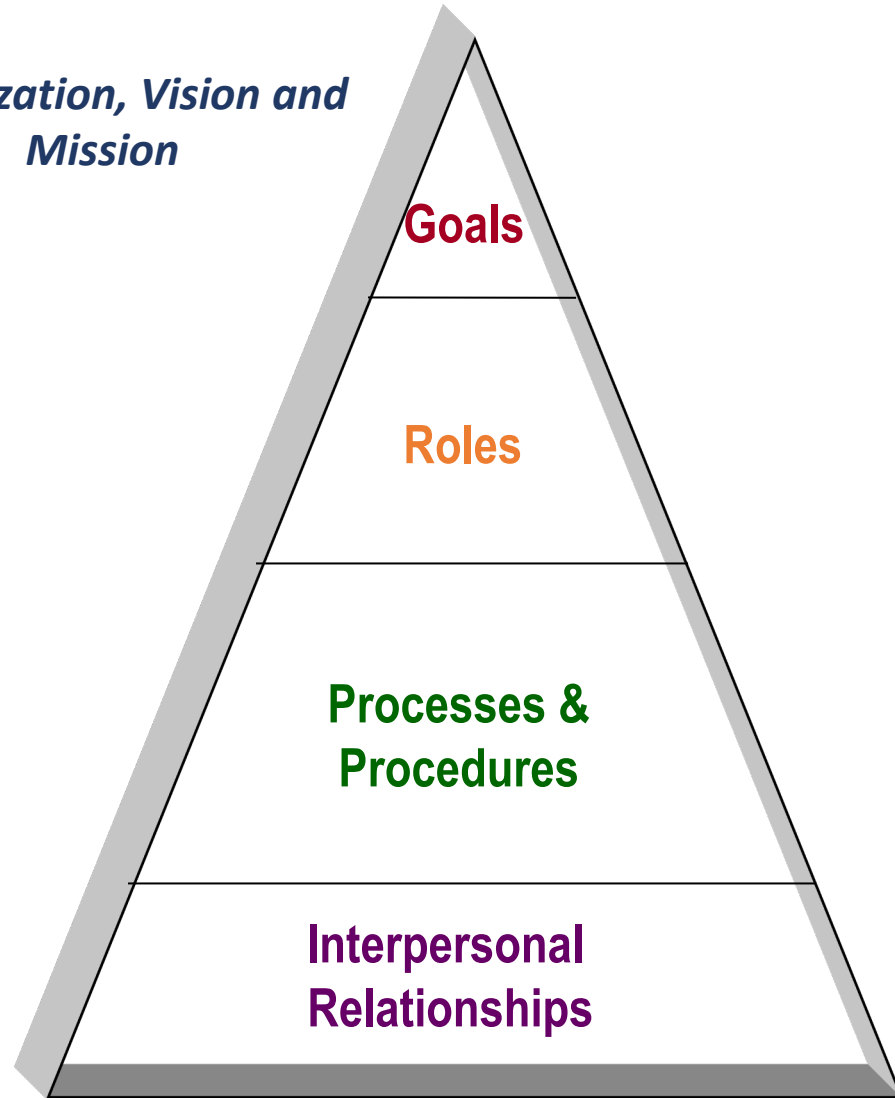 zation, Vision and
Mission
Goals
Roles
Processes &
Procedures
Interpersonal
Relationships